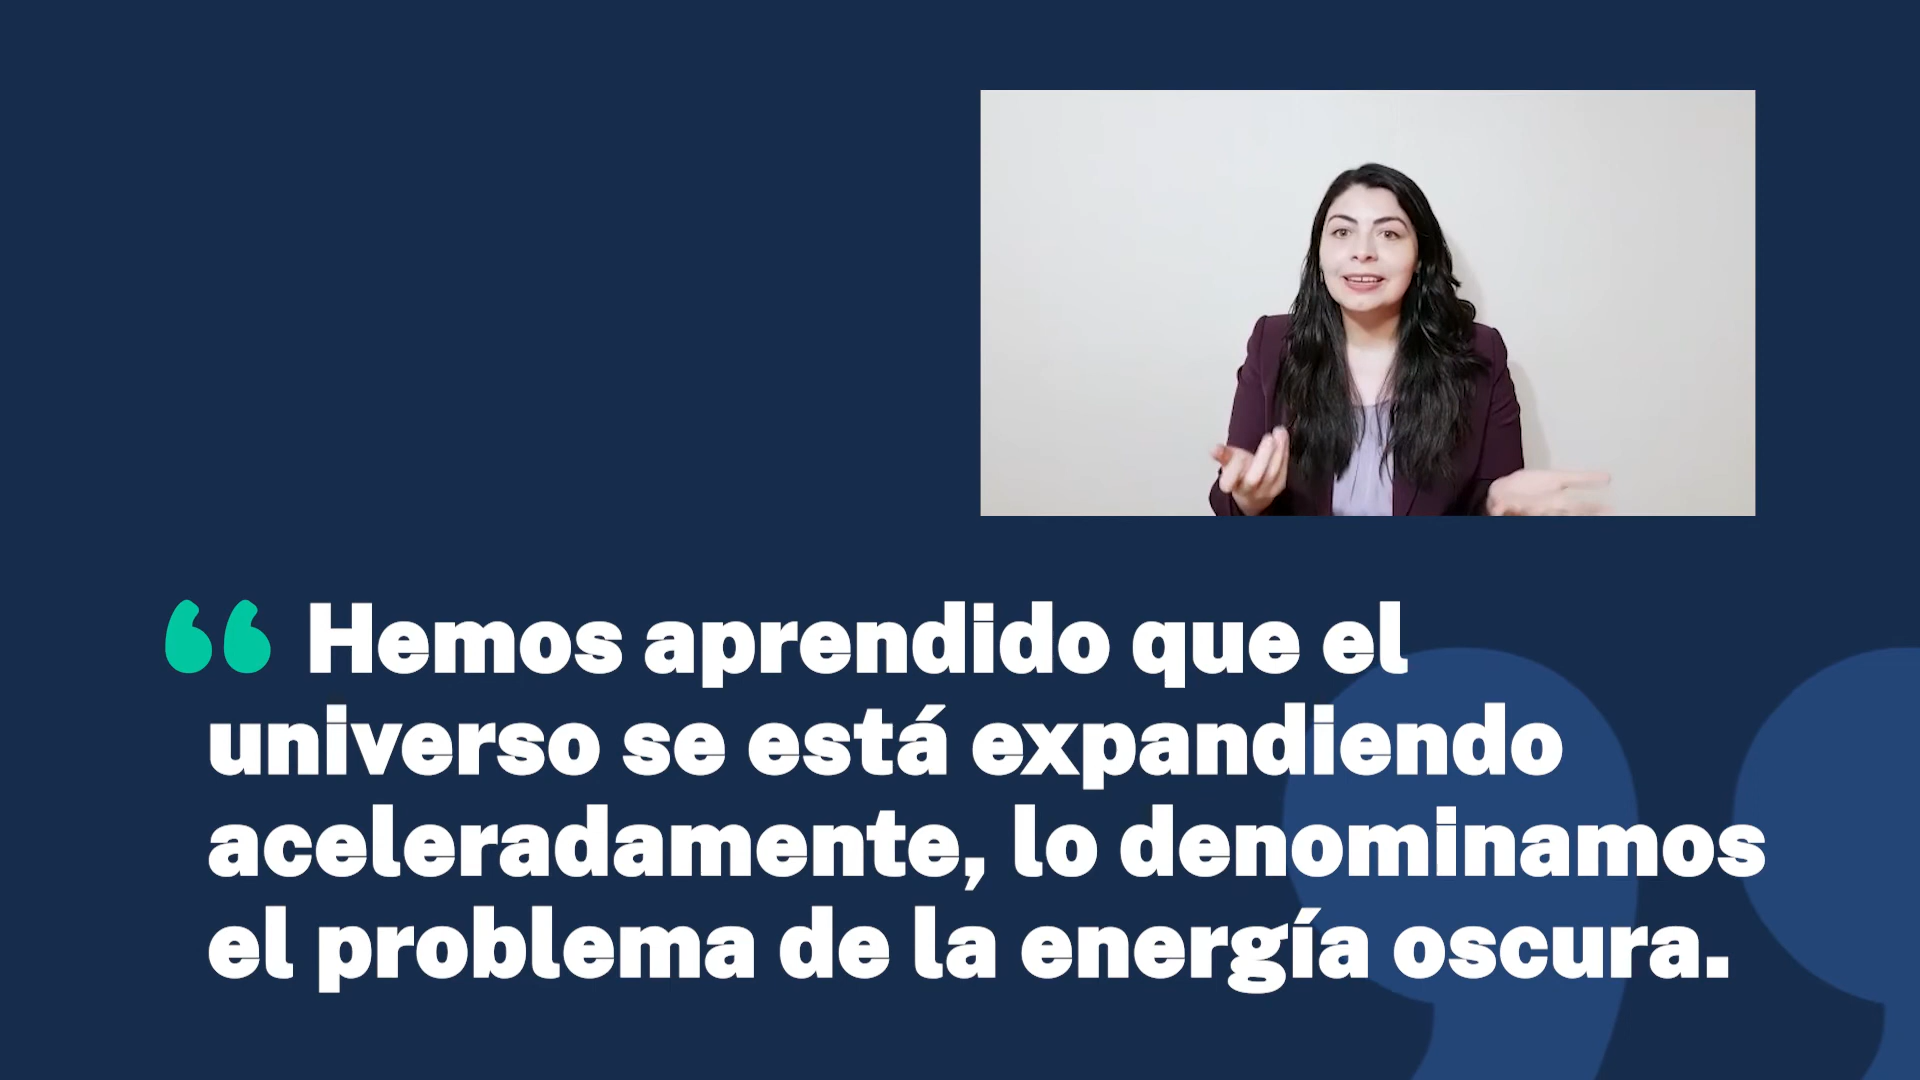 “ Hemos aprendido que el
universo se está expandiendo
aceleradamente, lo denominamos
el problema de la energía oscura.